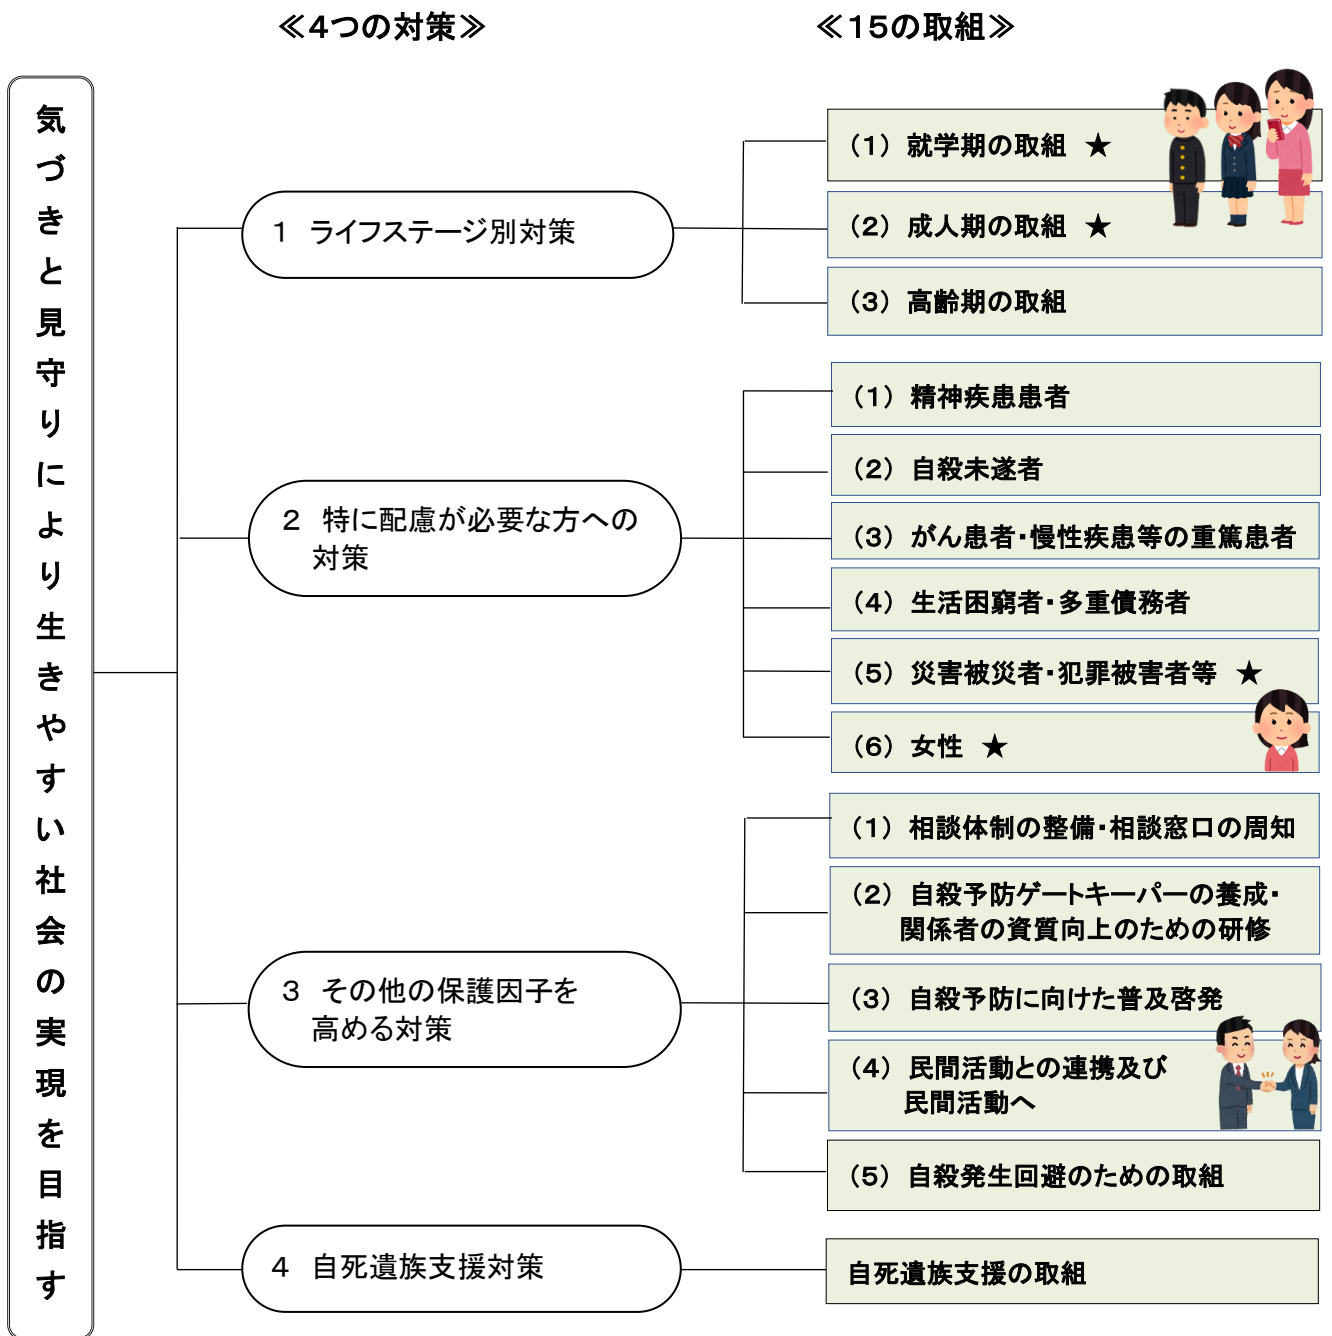 ≪4つの対策≫
≪15の取組≫
気づきと見守りにより生きやすい社会の実現を目指す
1 ライフステージ別対策
(1) 就学期の取組 ★
(2) 成人期の取組 ★
(3) 高齢期の取組
2 特に配慮が必要な方への
対策
(1) 精神疾患患者
(2) 自殺未遂者
(3) がん患者・慢性疾患等の重篤患者
(4) 生活困窮者・多重債務者
(5) 災害被災者・犯罪被害者等 ★
(6) 女性 ★
3 その他の保護因子を
高める対策
(1) 相談体制の整備・相談窓口の周知
(2) 自殺予防ゲートキーパーの養成・
関係者の資質向上のための研修
(3) 自殺予防に向けた普及啓発
(4) 民間活動との連携及び
民間活動へ
(5) 自殺発生回避のための取組
4 自死遺族支援対策
自死遺族支援の取組